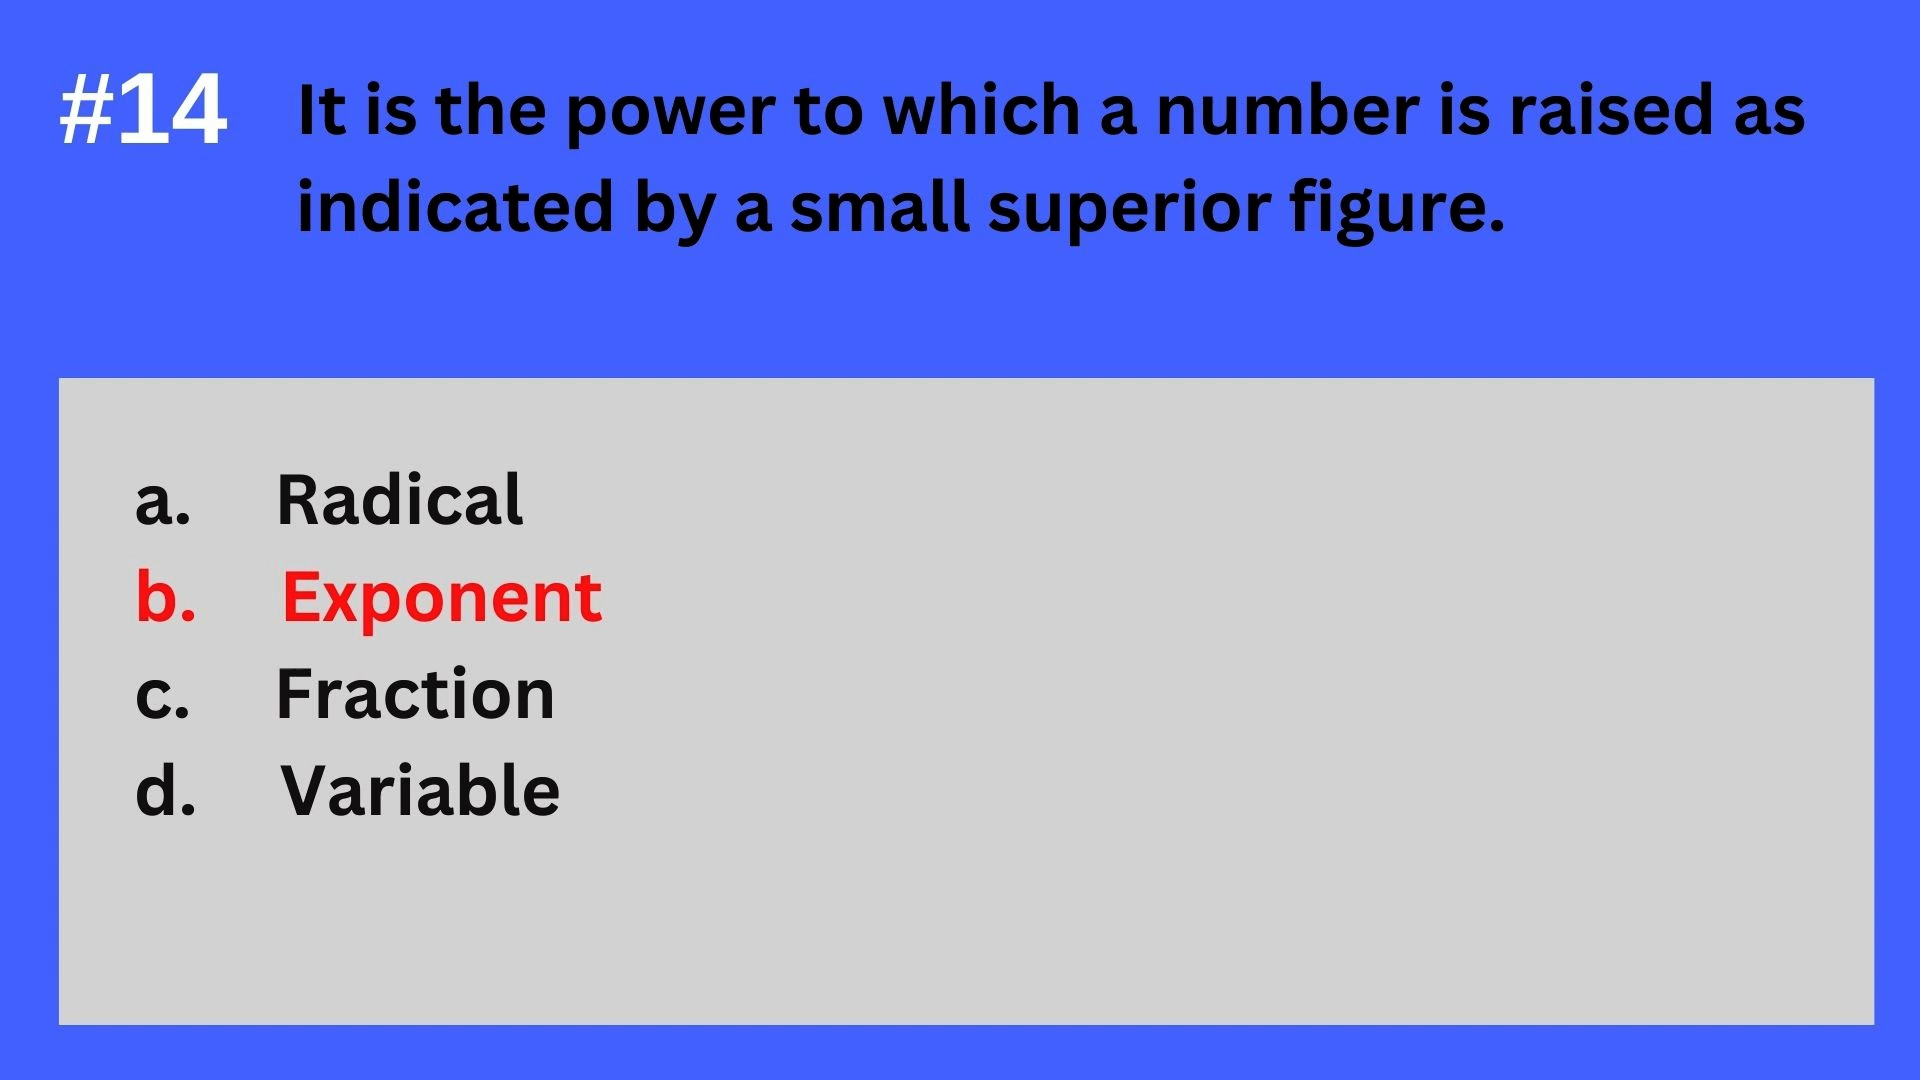 #14 It is the power to which a number is raised as
indicated by a small superior figure.
a. Radical
b. Exponent
c. Fraction
d. Variable